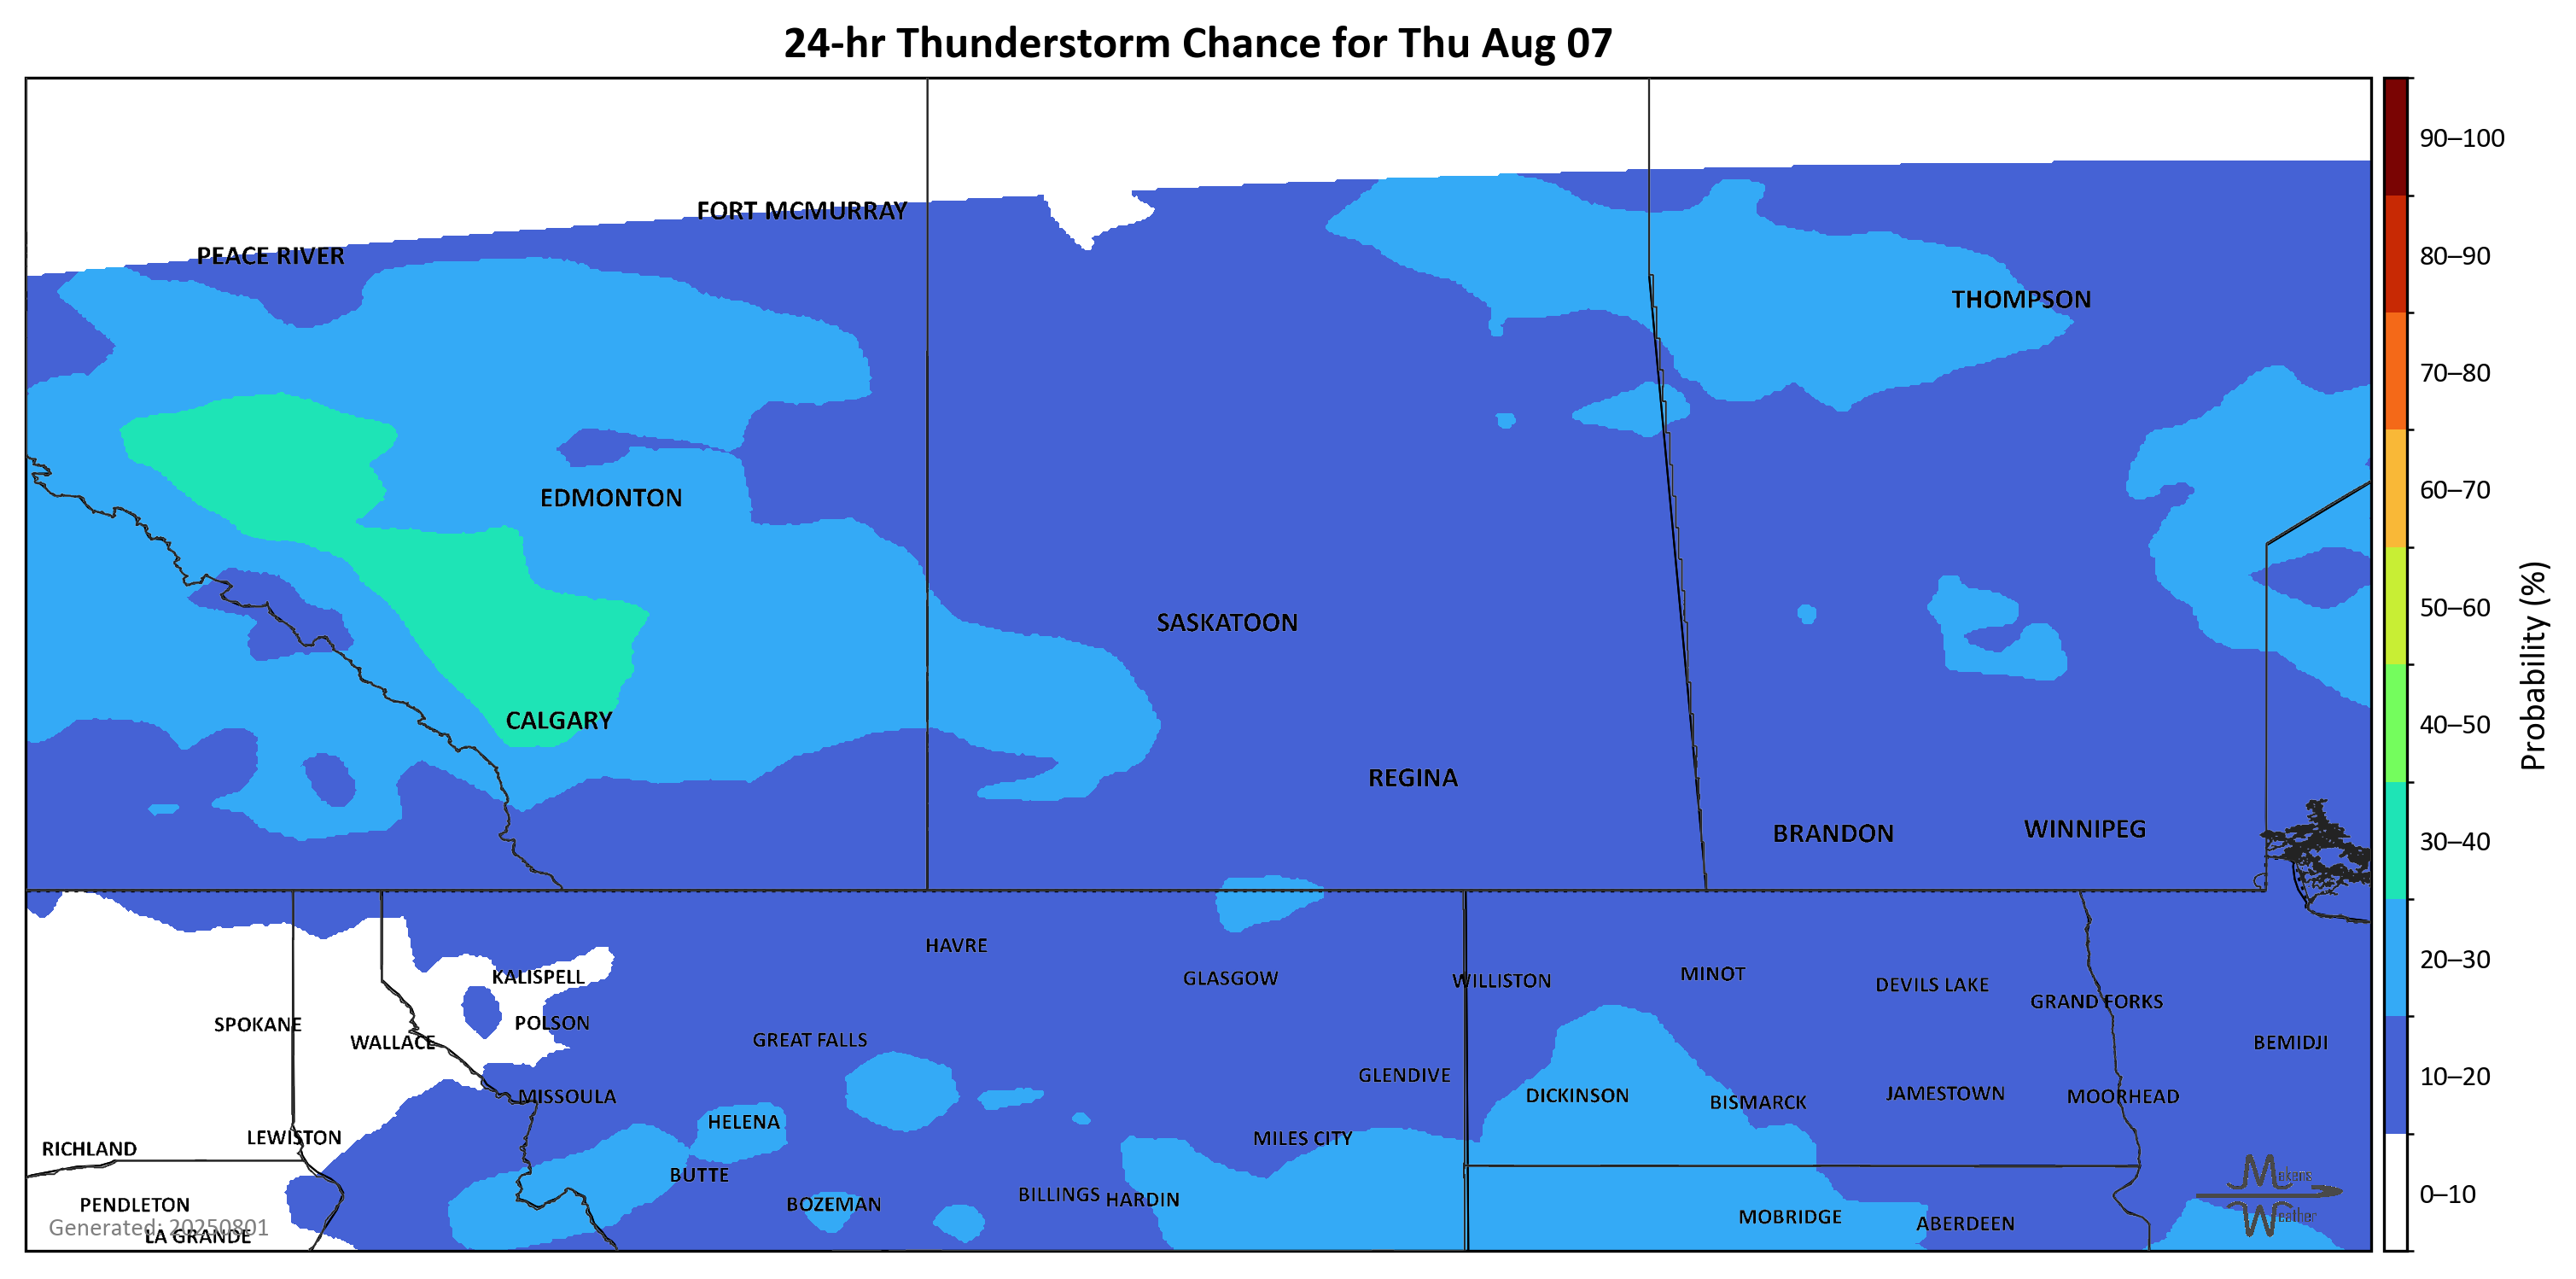 24-hr Thunderstorm Chance for Thu Aug 07
90–100
FORT MCMURRAY
PEACE RIVER
80–90
THOMPSON
70–80
60–70
EDMONTON
50–60
SASKATOON
Probability (%)
CALGARY
40–50
REGINA
BRANDON
WINNIPEG
30–40
HAVRE
20–30
KALISPELL
GLASGOW
WILLISTON
MINOT
DEVILS LAKE
GRAND FORKS
SPOKANE
POLSON
WALLACE
GREAT FALLS
BEMIDJI
GLENDIVE
10–20
MISSOULA
DICKINSON
BISMARCK
JAMESTOWN
MOORHEAD
HELENA
LEWISTON
MILES CITY
RICHLAND
BUTTE
Mekens
0–10
PENDLETON
BOZEMAN
BILLINGS
HARDIN
Weather
MOBRIDGE
ABERDEEN
Generated: 20250801
LA GRANDE